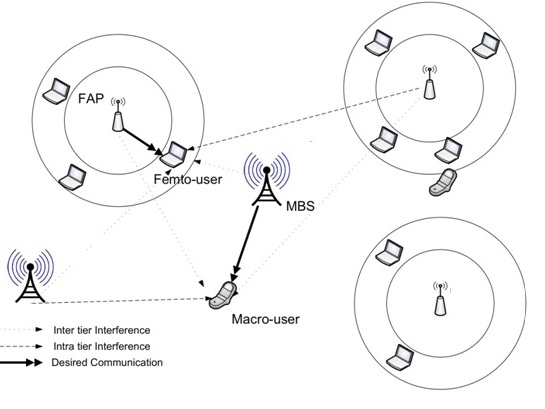 FAP
Femto-user
MBS
Macro-user
Inter tier Interference
Intra tier Interference
Desired Communication